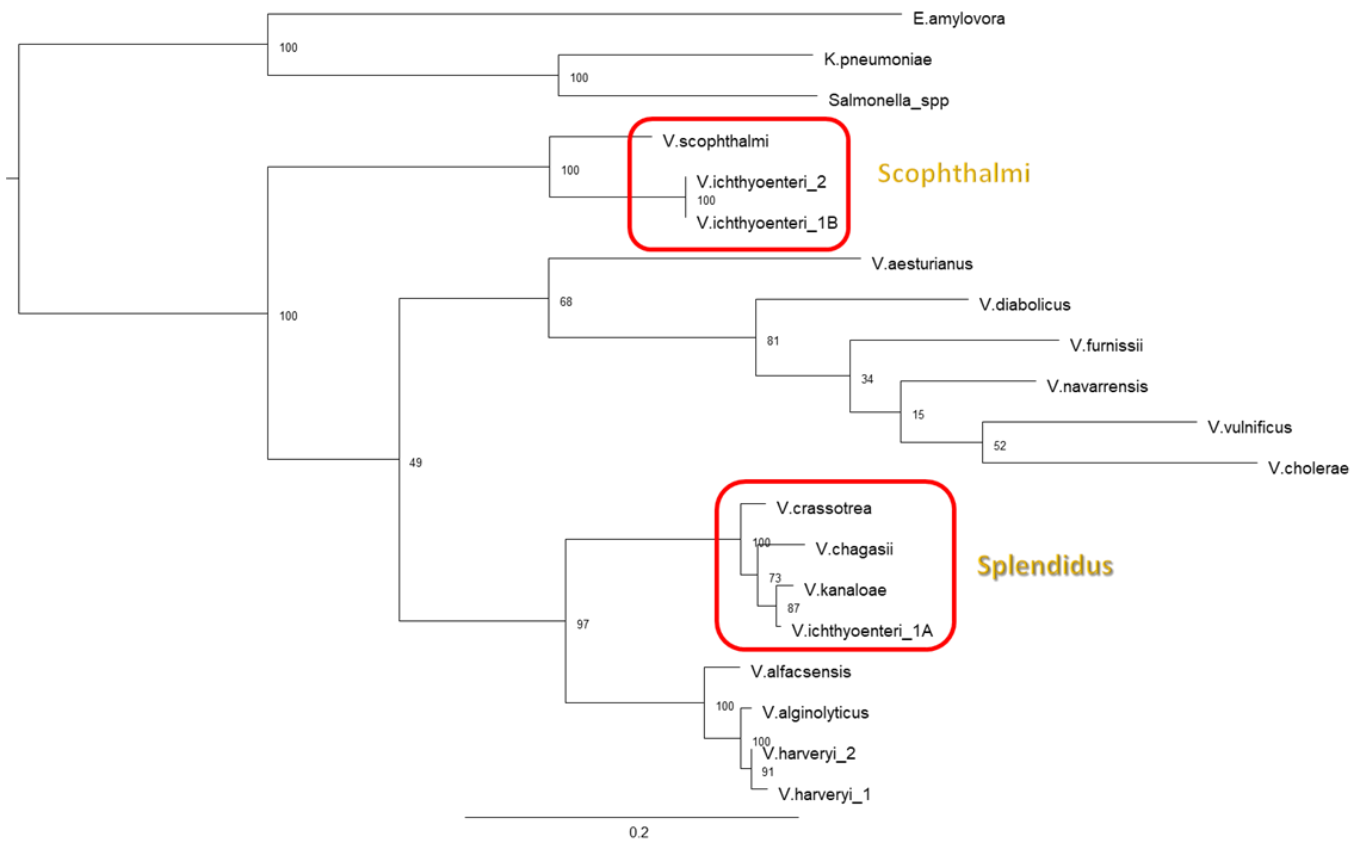 E.amylovora
100
K.pneumoniae
100
Salmonella_spp
V.scophthalmi
100
Scophthalmi
V.ichthyoenteri_2
100
V.ichthyoenteri_1B
V.aesturianus
68
V.diabolicus
100
81
V.furnissii
34
V.navarrensis
15
V.vulnificus
52
49
V.cholerae
V.crassotrea
100
V.chagasii
Splendidus
73
V.kanaloae
87
97
V.ichthyoenteri_1A
V.alfacsensis
100
V.alginolyticus
100
V.harveryi_2
91
V.harveryi_1
0.2